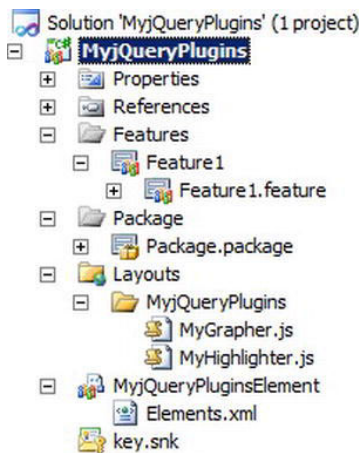 Solution 'MyjQueryPlugins' (1 project)
MyjQueryPlugins
Properties
References
Features
Feature1
Feature1.feature
Package
Package.package
Layouts
MyjQueryPlugins
MyGrapher.js
MyHighlighter.js
MyjQueryPluginsElement
Elements.xml
key.snk